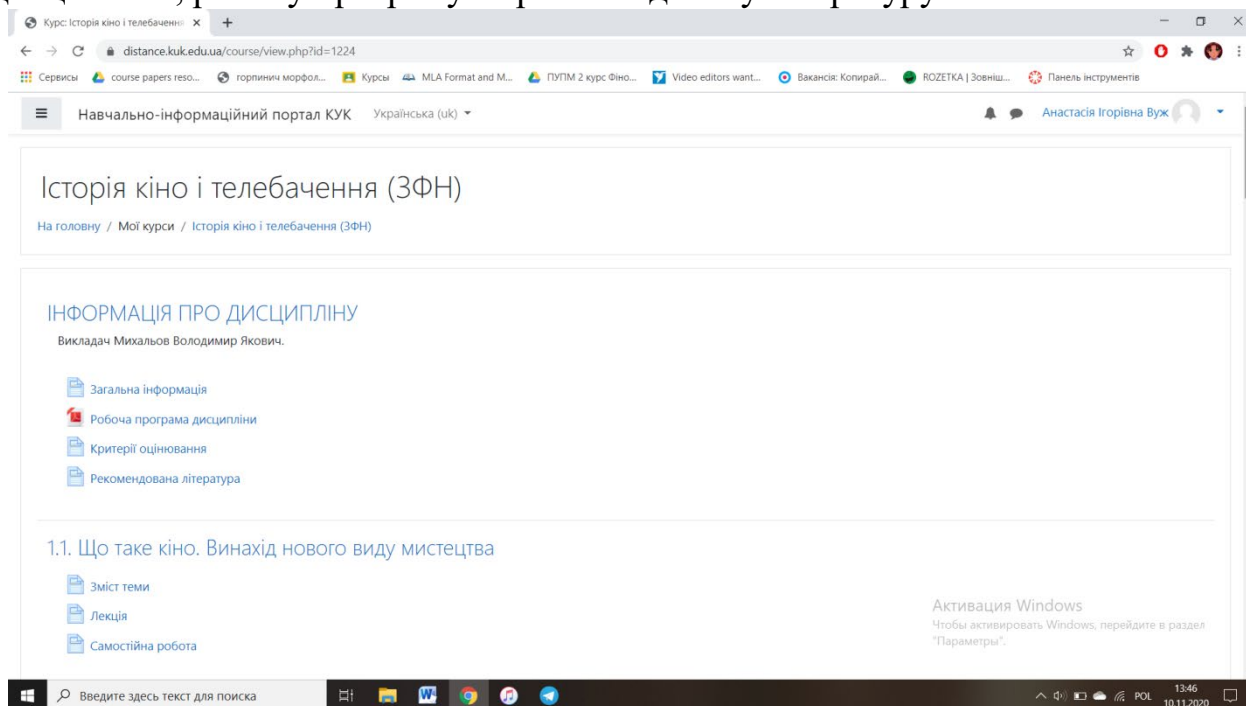 Курс: Історія кіно і телебачення
distance.kuk.edu.ua/course/view.php?id=1224
Сервисы course papers reso... горпинич морфол... Курсы MLA Format and M... ПУПМ 2 курс Фіно... Video editors want... Вакансія: Копирай... ROZETKA | Зовніш... Панель інструментів
Навчально-інформаційний портал КУК Українська (uk) Анастасія Ігорівна Вуж
Історія кіно і телебачення (ЗФН)
На головну / Мої курси / Історія кіно і телебачення (ЗФН)
ІНФОРМАЦІЯ ПРО ДИСЦИПЛІНУ
Викладач Михальов Володимир Якович.
Загальна інформація
Робоча програма дисципліни
Критерії оцінювання
Рекомендована література
1.1. Що таке кіно. Винахід нового виду мистецтва
Зміст теми
Лекція
Самостійна робота
Активация Windows
Чтобы активировать Windows, перейдите в раздел
"Параметры".
Введите здесь текст для поиска POL 13:46
10.11.2020